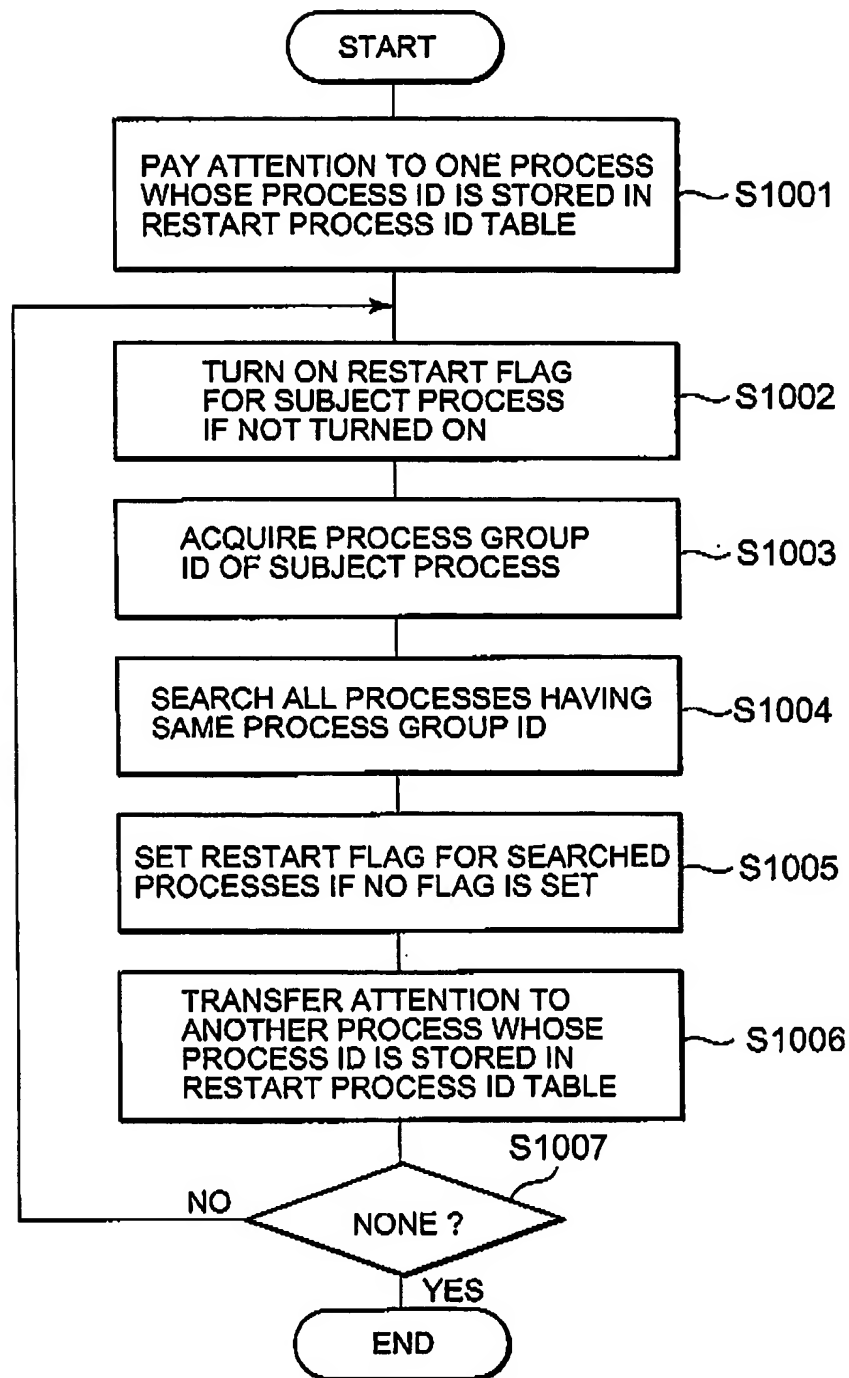 START
PAY ATTENTION TO ONE PROCESS
WHOSE PROCESS ID IS STORED IN
RESTART PROCESS ID TABLE
S1001
TURN ON RESTART FLAG
FOR SUBJECT PROCESS
IF NOT TURNED ON
S1002
ACQUIRE PROCESS GROUP
ID OF SUBJECT PROCESS
S1003
SEARCH ALL PROCESSES HAVING
SAME PROCESS GROUP ID
S1004
SET RESTART FLAG FOR SEARCHED
PROCESSES IF NO FLAG IS SET
S1005
TRANSFER ATTENTION TO
ANOTHER PROCESS WHOSE
PROCESS ID IS STORED IN
RESTART PROCESS ID TABLE
S1006
S1007
NO
NONE ?
YES
END